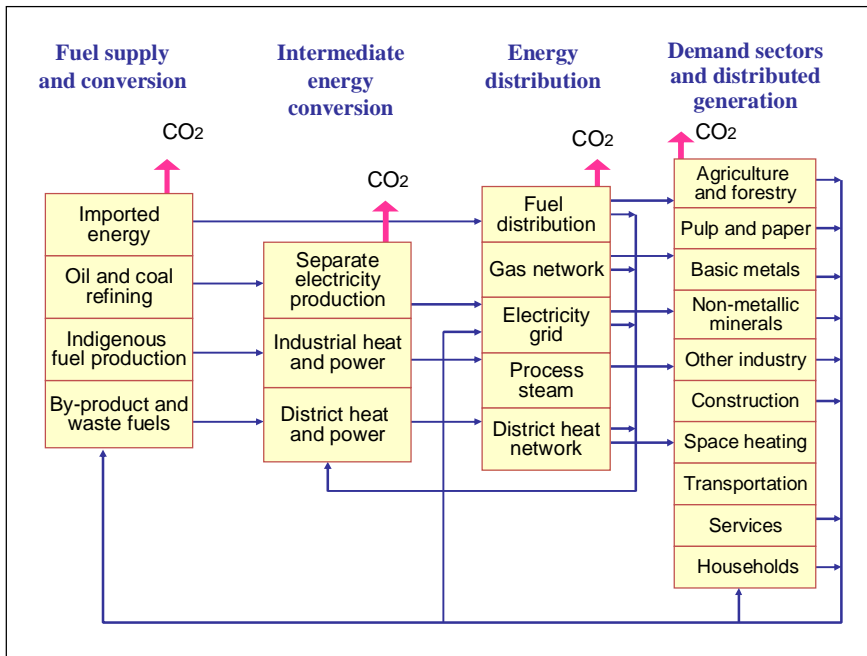 Fuel supply
and conversion
Intermediate
energy
conversion
Energy
distribution
Demand sectors
and distributed
generation
CO2
CO2
CO2
CO2
Imported
energy
Oil and coal
refining
Indigenous
fuel production
By-product and
waste fuels
Separate
electricity
production
Industrial heat
and power
District heat
and power
Fuel
distribution
Gas network
Electricity
grid
Process
steam
District heat
network
Agriculture
and forestry
Pulp and paper
Basic metals
Non-metallic
minerals
Other industry
Construction
Space heating
Transportation
Services
Households